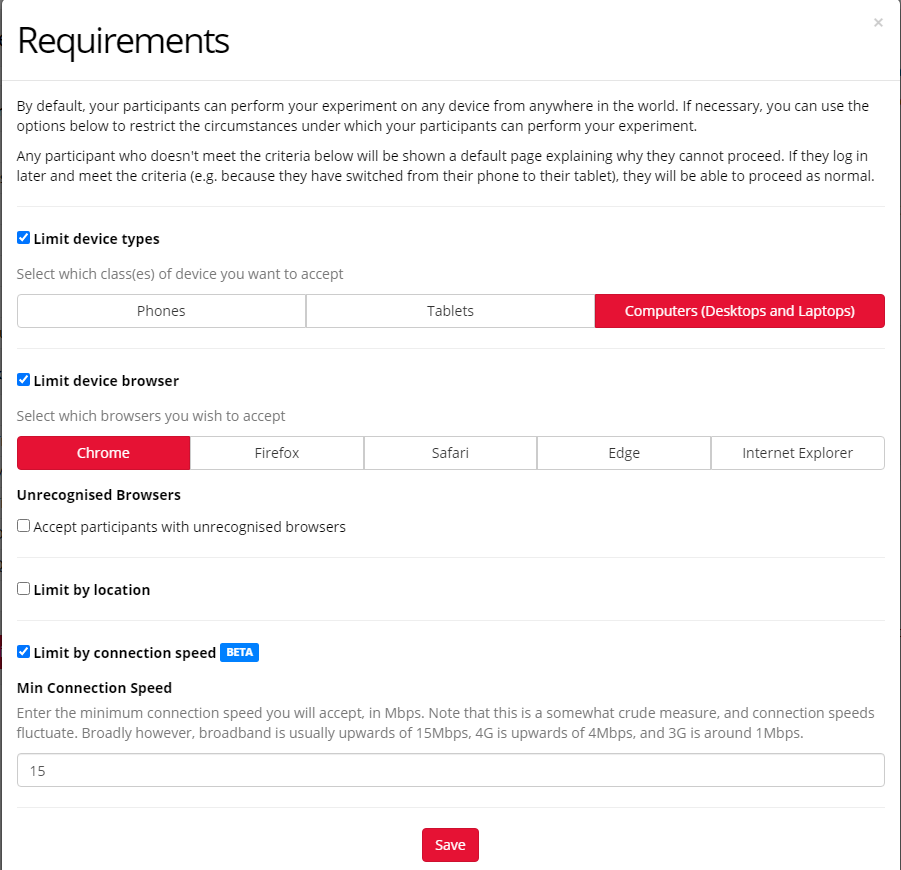 Requirements
×
By default, your participants can perform your experiment on any device from anywhere in the world. If necessary, you can use the
options below to restrict the circumstances under which your participants can perform your experiment.
Any participant who doesn't meet the criteria below will be shown a default page explaining why they cannot proceed. If they log in
later and meet the criteria (e.g. because they have switched from their phone to their tablet), they will be able to proceed as normal.
Limit device types
Select which class(es) of device you want to accept
Phones Tablets Computers (Desktops and Laptops)
Limit device browser
Select which browsers you wish to accept
Chrome Firefox Safari Edge Internet Explorer
Unrecognised Browsers
Accept participants with unrecognised browsers
Limit by location
Limit by connection speed BETA
Min Connection Speed
Enter the minimum connection speed you will accept, in Mbps. Note that this is a somewhat crude measure, and connection speeds
fluctuate. Broadly however, broadband is usually upwards of 15Mbps, 4G is upwards of 4Mbps, and 3G is around 1Mbps.
15
Save